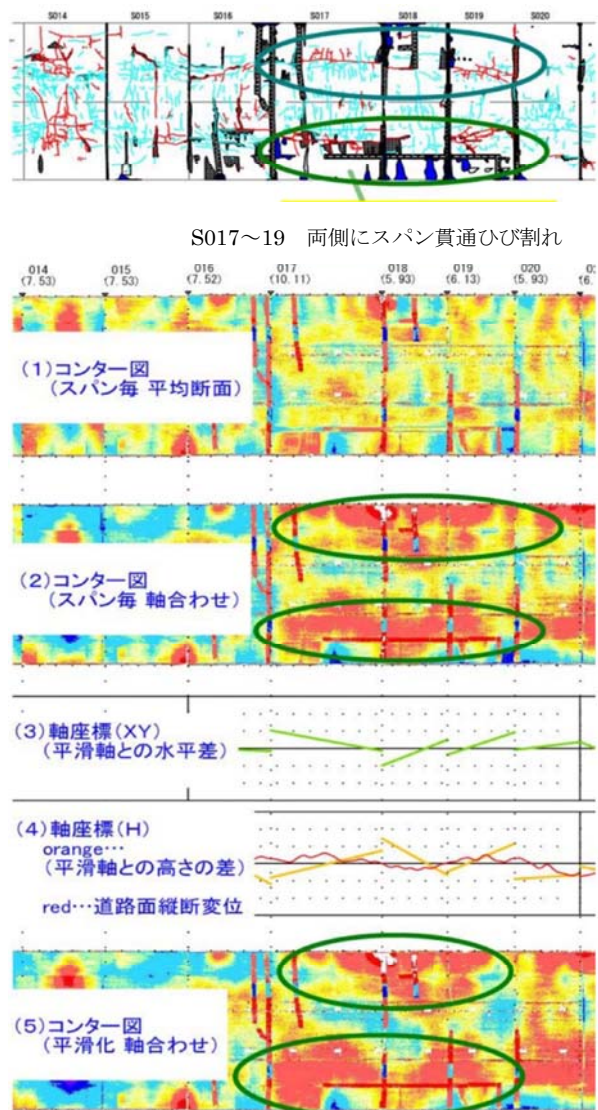 S014 S015 S016 S017 S018 S019 S020
S017～19 両側にスパン貫通ひび割れ
014 015 016 017 018 019 020
(7.53) (7.53) (7.52) (10.11) (5.93) (6.13) (5.93) (6.
(1)コンター図
(スパン毎 平均断面)
(2)コンター図
(スパン毎 軸合わせ)
(3)軸座標(XY)
(平滑軸との水平差)
(4)軸座標(H)
orange…
(平滑軸との高さの差)
red…道路面縦断変位
(5)コンター図
(平滑化 軸合わせ)